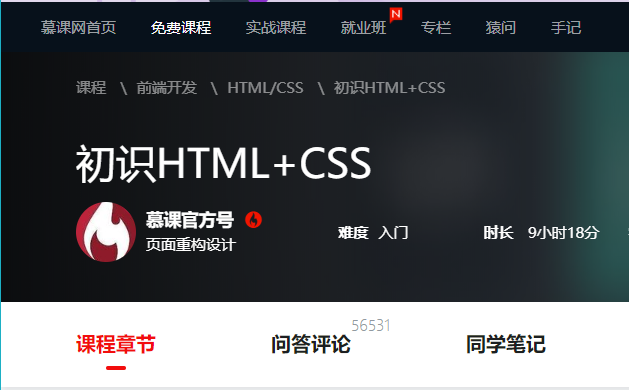 慕课网首页 免费课程 实战课程 就业班 N 专栏 猿问 手记
课程 \ 前端开发 \ HTML/CSS \ 初识HTML+CSS
初识HTML+CSS
慕课官方号
页面重构设计
难度 入门 时长 9小时18分
课程章节 问答评论 56531 同学笔记